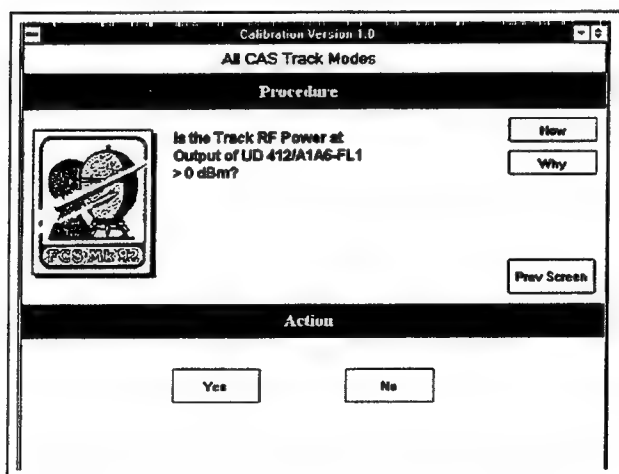 Calibration Version 1.0
All CAS Track Modes
Procedure
Is the Track RF Power at
Output of UD 412/A1A6-FL1
> 0 dBm?
How
Why
FCS Mk 92
Prev Screen
Action
Yes
No